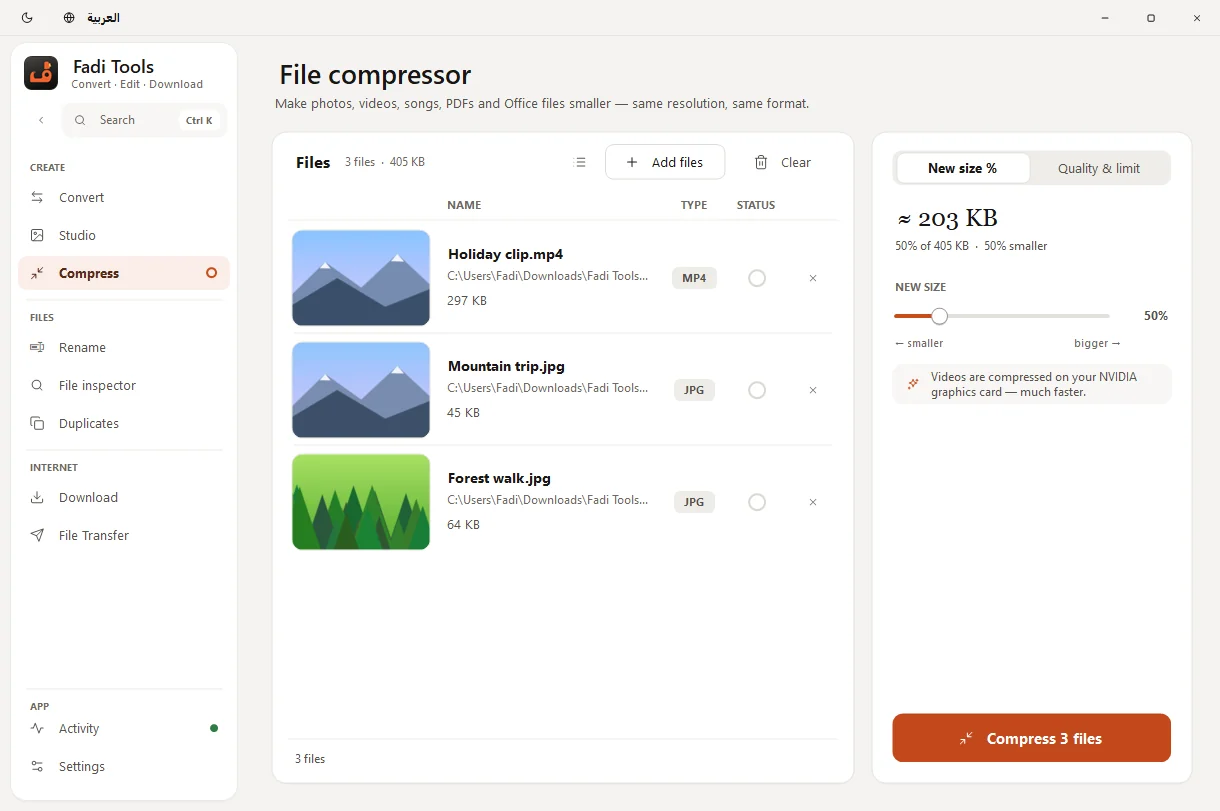 العربية
Fadi Tools
Convert · Edit · Download
Search
Ctrl K
CREATE
Convert
Studio
Compress
FILES
Rename
File inspector
Duplicates
INTERNET
Download
File Transfer
APP
Activity
Settings
File compressor
Make photos, videos, songs, PDFs and Office files smaller — same resolution, same format.
Files 3 files · 405 KB
Add files
Clear
NAME TYPE STATUS
Holiday clip.mp4
C:\Users\Fadi\Downloads\Fadi Tools...
297 KB
MP4
Mountain trip.jpg
C:\Users\Fadi\Downloads\Fadi Tools...
45 KB
JPG
Forest walk.jpg
C:\Users\Fadi\Downloads\Fadi Tools...
64 KB
JPG
3 files
New size %
Quality & limit
≈ 203 KB
50% of 405 KB · 50% smaller
NEW SIZE
50%
← smaller
bigger →
Videos are compressed on your NVIDIA
graphics card — much faster.
Compress 3 files